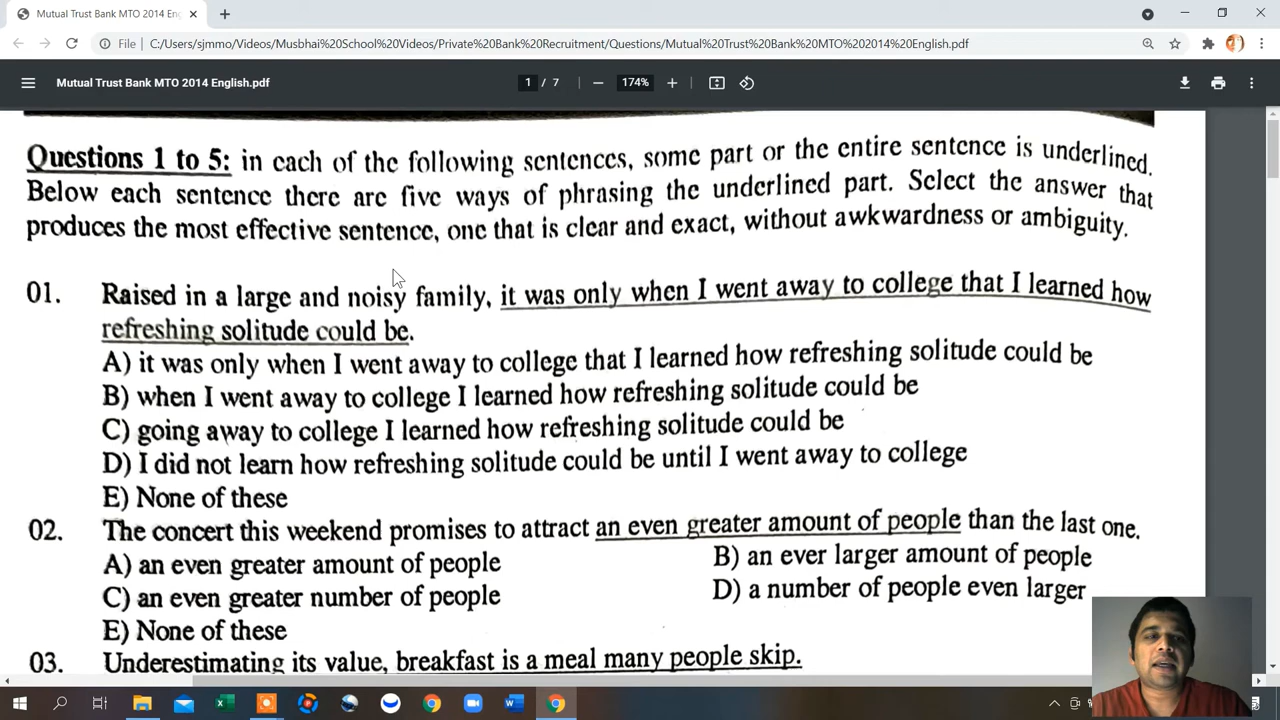 Mutual Trust Bank MTO 2014 Eng
File C:/Users/sjmmo/Videos/Musbhai%20School%20Videos/Private%20Bank%20Recruitment/Questions/Mutual%20Trust%20Bank%20MTO%202014%20English.pdf
Mutual Trust Bank MTO 2014 English.pdf 1 / 7 174%
Questions 1 to 5: in each of the following sentences, some part or the entire sentence is underlined.
Below each sentence there are five ways of phrasing the underlined part. Select the answer that
produces the most effective sentence, one that is clear and exact, without awkwardness or ambiguity.
01. Raised in a large and noisy family, it was only when I went away to college that I learned how
refreshing solitude could be.
A) it was only when I went away to college that I learned how refreshing solitude could be
B) when I went away to college I learned how refreshing solitude could be
C) going away to college I learned how refreshing solitude could be
D) I did not learn how refreshing solitude could be until I went away to college
E) None of these
02. The concert this weekend promises to attract an even greater amount of people than the last one.
A) an even greater amount of people B) an ever larger amount of people
C) an even greater number of people D) a number of people even larger
E) None of these
03. Underestimating its value, breakfast is a meal many people skip.